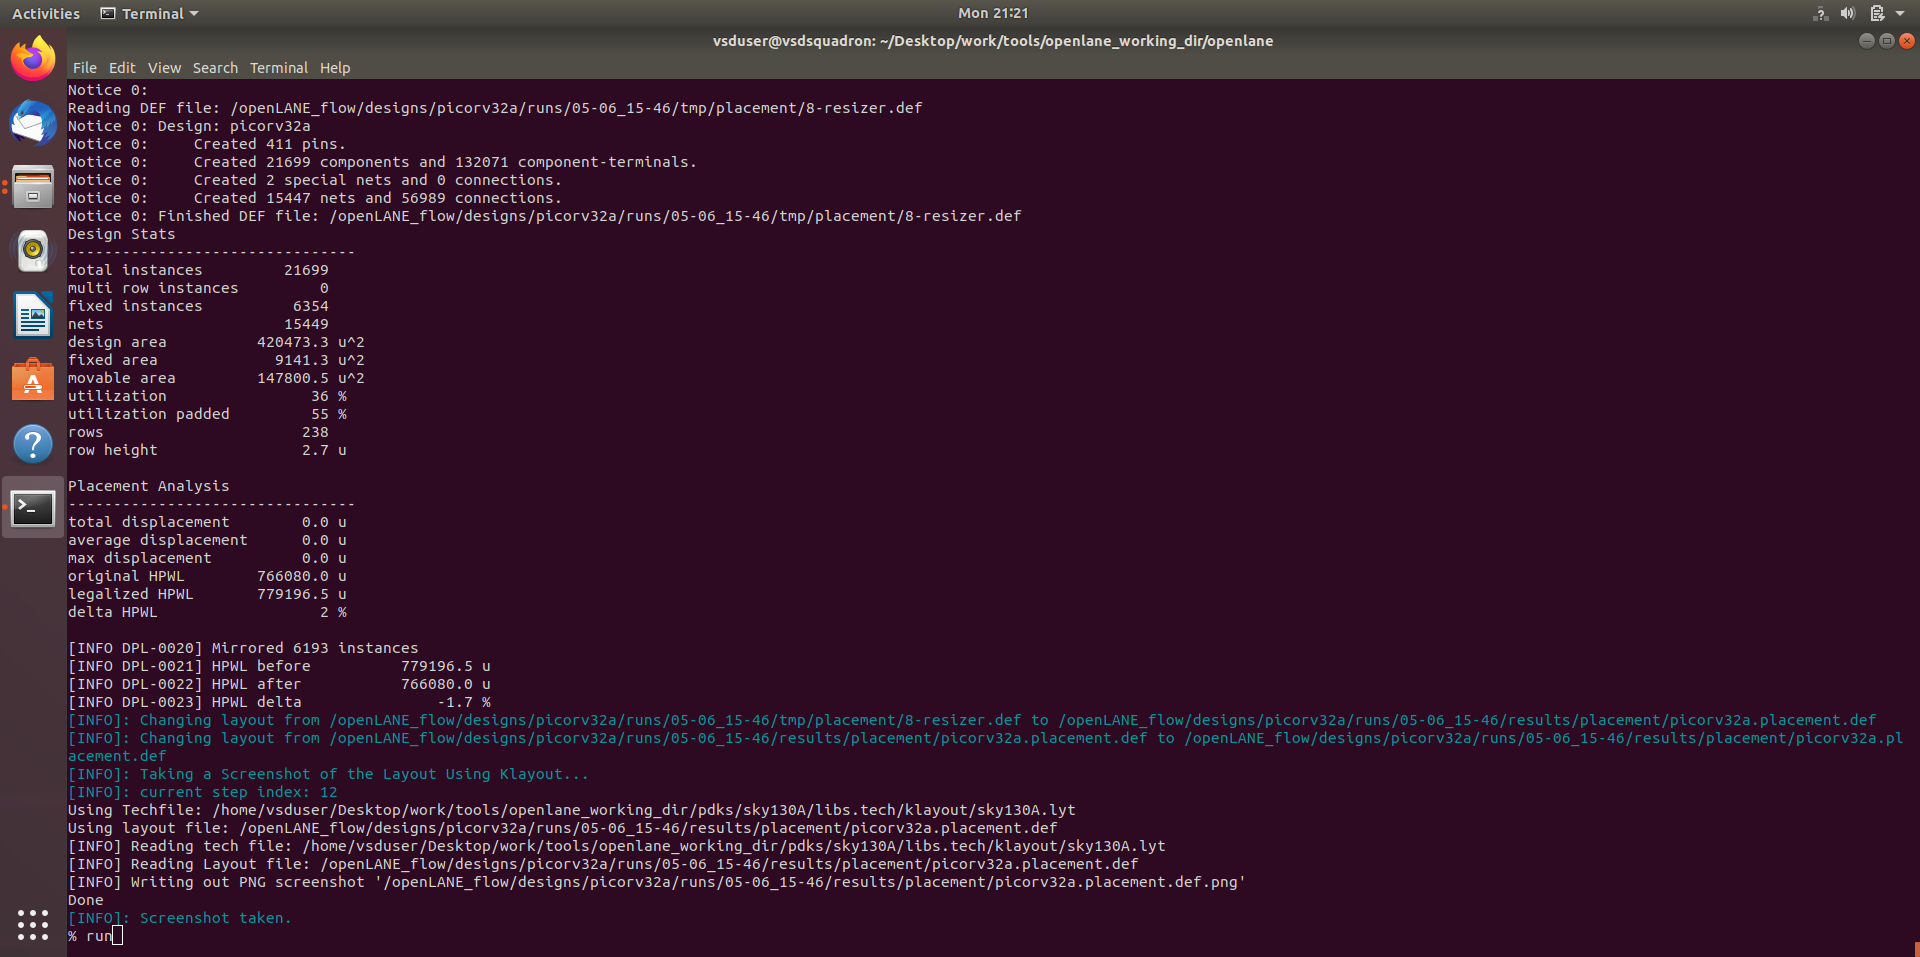 Activities Terminal Mon 21:21
vsduser@vsdsquadron: ~/Desktop/work/tools/openlane_working_dir/openlane
File Edit View Search Terminal Help
Notice 0:
Reading DEF file: /openLANE_flow/designs/picorv32a/runs/05-06_15-46/tmp/placement/8-resizer.def
Notice 0: Design: picorv32a
Notice 0:     Created 411 pins.
Notice 0:     Created 21699 components and 132071 component-terminals.
Notice 0:     Created 2 special nets and 0 connections.
Notice 0:     Created 15447 nets and 56989 connections.
Notice 0: Finished DEF file: /openLANE_flow/designs/picorv32a/runs/05-06_15-46/tmp/placement/8-resizer.def
Design Stats
--------------------------------
total instances         21699
multi row instances         0
fixed instances          6354
nets                    15449
design area          420473.3 u^2
fixed area             9141.3 u^2
movable area         147800.5 u^2
utilization                36 %
utilization padded         55 %
rows                      238
row height                2.7 u
Placement Analysis
--------------------------------
total displacement        0.0 u
average displacement      0.0 u
max displacement          0.0 u
original HPWL        766080.0 u
legalized HPWL       779196.5 u
delta HPWL                  2 %
[INFO DPL-0020] Mirrored 6193 instances
[INFO DPL-0021] HPWL before          779196.5 u
[INFO DPL-0022] HPWL after           766080.0 u
[INFO DPL-0023] HPWL delta               -1.7 %
[INFO]: Changing layout from /openLANE_flow/designs/picorv32a/runs/05-06_15-46/tmp/placement/8-resizer.def to /openLANE_flow/designs/picorv32a/runs/05-06_15-46/results/placement/picorv32a.placement.def
[INFO]: Changing layout from /openLANE_flow/designs/picorv32a/runs/05-06_15-46/results/placement/picorv32a.placement.def to /openLANE_flow/designs/picorv32a/runs/05-06_15-46/results/placement/picorv32a.pl
acement.def
[INFO]: Taking a Screenshot of the Layout Using Klayout...
[INFO]: current step index: 12
Using Techfile: /home/vsduser/Desktop/work/tools/openlane_working_dir/pdks/sky130A/libs.tech/klayout/sky130A.lyt
Using layout file: /openLANE_flow/designs/picorv32a/runs/05-06_15-46/results/placement/picorv32a.placement.def
[INFO] Reading tech file: /home/vsduser/Desktop/work/tools/openlane_working_dir/pdks/sky130A/libs.tech/klayout/sky130A.lyt
[INFO] Reading Layout file: /openLANE_flow/designs/picorv32a/runs/05-06_15-46/results/placement/picorv32a.placement.def
[INFO] Writing out PNG screenshot '/openLANE_flow/designs/picorv32a/runs/05-06_15-46/results/placement/picorv32a.placement.def.png'
Done
[INFO]: Screenshot taken.
% run